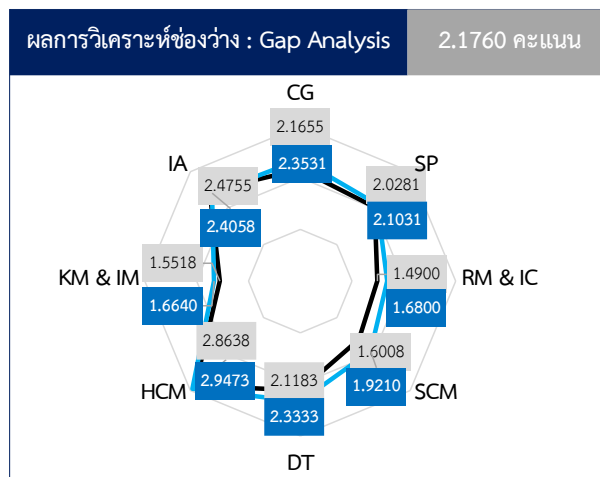 ผลการวิเคราะห์ช่องว่าง : Gap Analysis
2.1760 คะแนน
CG
2.1655
2.3531
IA
2.4755
2.4058
SP
2.0281
2.1031
KM & IM
1.5518
1.6640
RM & IC
1.4900
1.6800
HCM
2.8638
2.9473
DT
2.1183
2.3333
SCM
1.6008
1.9210